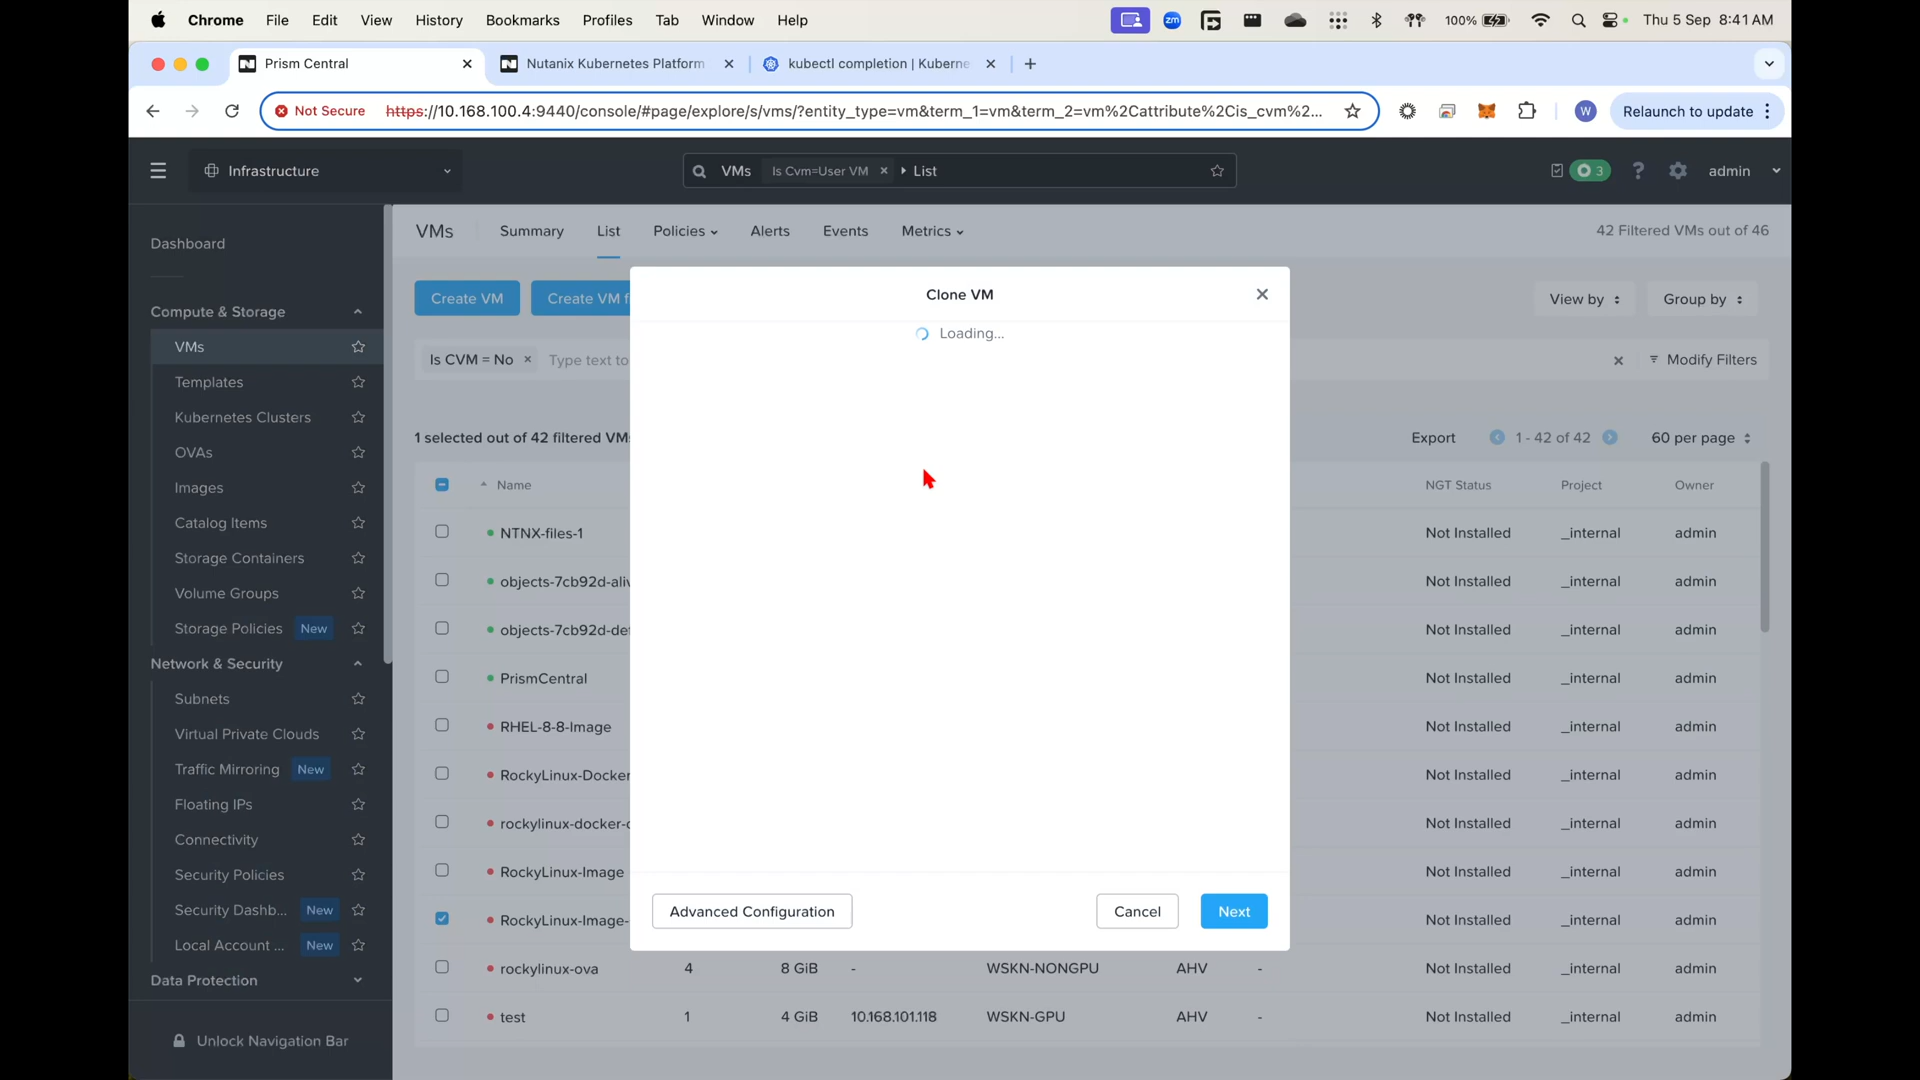 Chrome File Edit View History Bookmarks Profiles Tab Window Help
zm 100% Thu 5 Sep 8:41 AM
Prism Central
Nutanix Kubernetes Platform
kubectl completion | Kuberne
Not Secure https://10.168.100.4:9440/console/#page/explore/s/vms/?entity_type=vm&term_1=vm&term_2=vm%2Cattribute%2Cis_cvm%2...
W
Relaunch to update
Infrastructure
VMs Is Cvm=User VM List
3
?
admin
Dashboard
Compute & Storage
VMs
Templates
Kubernetes Clusters
OVAs
Images
Catalog Items
Storage Containers
Volume Groups
Storage Policies New
Network & Security
Subnets
Virtual Private Clouds
Traffic Mirroring New
Floating IPs
Connectivity
Security Policies
Security Dashb... New
Local Account ... New
Data Protection
Unlock Navigation Bar
VMs Summary List Policies Alerts Events Metrics
42 Filtered VMs out of 46
Create VM Create VM f
View by Group by
Is CVM = No Type text to
Modify Filters
1 selected out of 42 filtered VMs
Export 1 - 42 of 42 60 per page
Name NGT Status Project Owner
NTNX-files-1 Not Installed _internal admin
objects-7cb92d-ali Not Installed _internal admin
objects-7cb92d-de Not Installed _internal admin
PrismCentral Not Installed _internal admin
RHEL-8-8-Image Not Installed _internal admin
RockyLinux-Docker Not Installed _internal admin
rockylinux-docker- Not Installed _internal admin
RockyLinux-Image Not Installed _internal admin
RockyLinux-Image- Not Installed _internal admin
rockylinux-ova 4 8 GiB - WSKN-NONGPU AHV - Not Installed _internal admin
test 1 4 GiB 10.168.101.118 WSKN-GPU AHV - Not Installed _internal admin
Clone VM
Loading...
Advanced Configuration Cancel Next